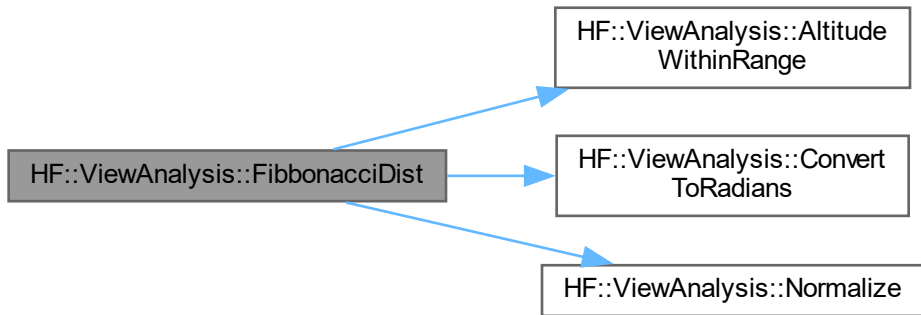 HF::ViewAnalysis::Altitude
WithinRange
HF::ViewAnalysis::FibbonacciDist
HF::ViewAnalysis::Convert
ToRadians
HF::ViewAnalysis::Normalize